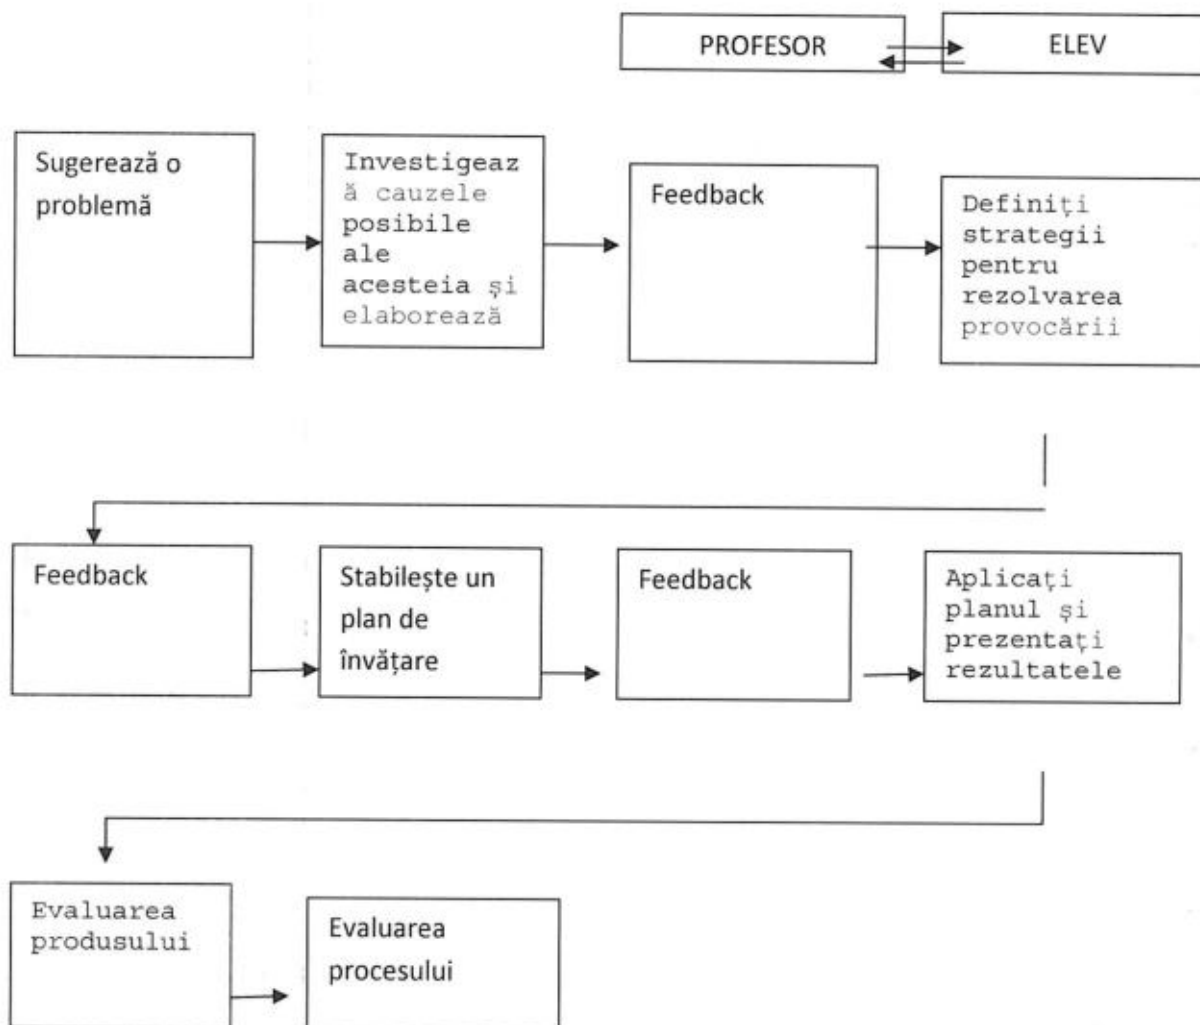 PROFESOR
ELEV
Sugerează o
problemă
Investigeaz
ă cauzele
posibile
ale
acesteia și
elaborează
Feedback
Definiți
strategii
pentru
rezolvarea
provocării
Feedback
Stabilește un
plan de
învățare
Feedback
Aplicați
planul și
prezentați
rezultatele
Evaluarea
produsului
Evaluarea
procesului